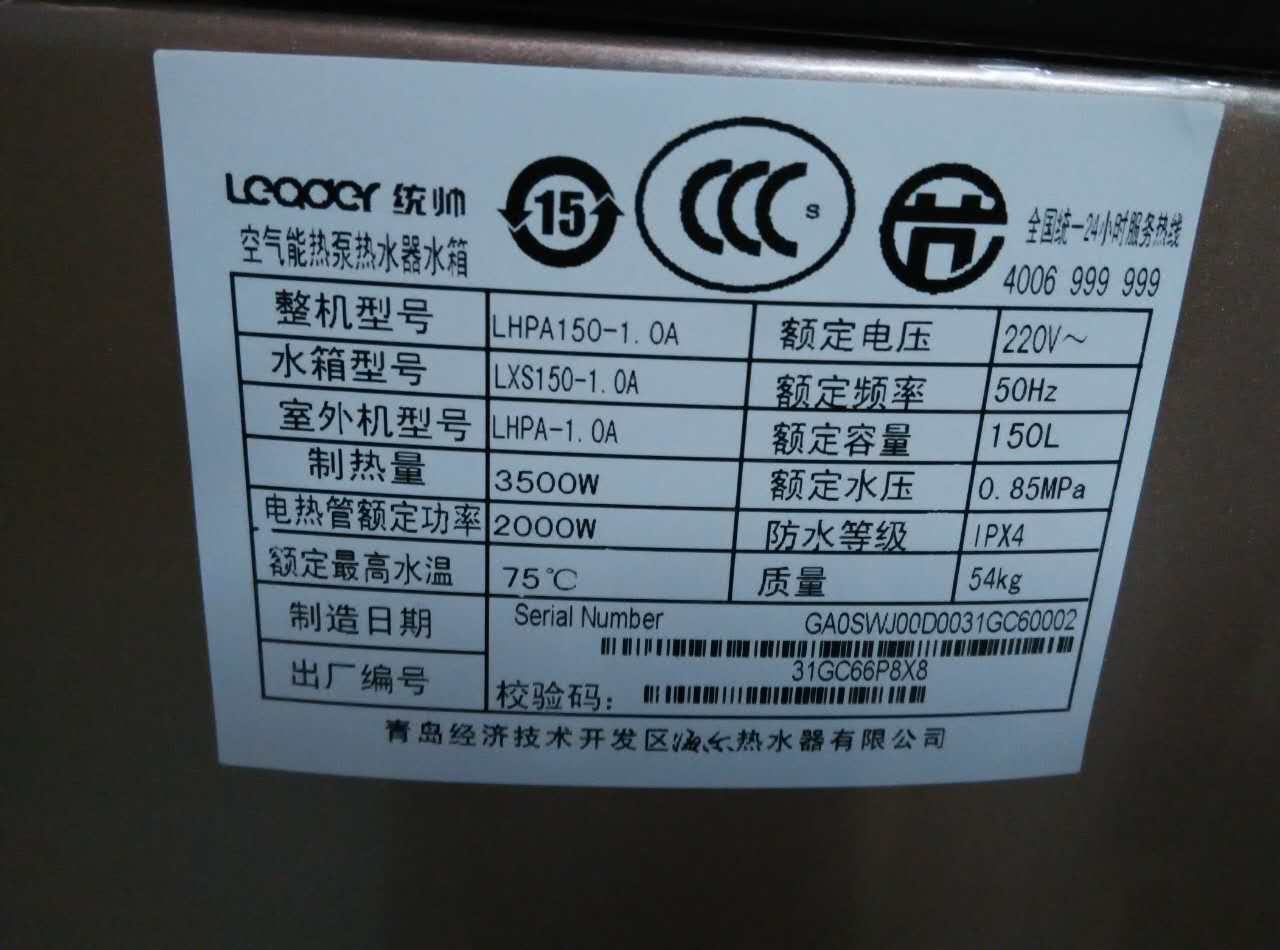 Leader 统帅
空气能热泵热水器水箱
15
CCC S
节
全国统一24小时服务热线
4006 999 999
整机型号 LHPA150-1.0A 额定电压 220V～
水箱型号 LXS150-1.0A 额定频率 50Hz
室外机型号 LHPA-1.0A 额定容量 150L
制热量 3500W 额定水压 0.85MPa
电热管额定功率 2000W 防水等级 IPX4
额定最高水温 75℃ 质量 54kg
制造日期 Serial Number GA0SWJ00D0031GC60002
出厂编号 校验码: 31GC66P8X8
青岛经济技术开发区海尔热水器有限公司